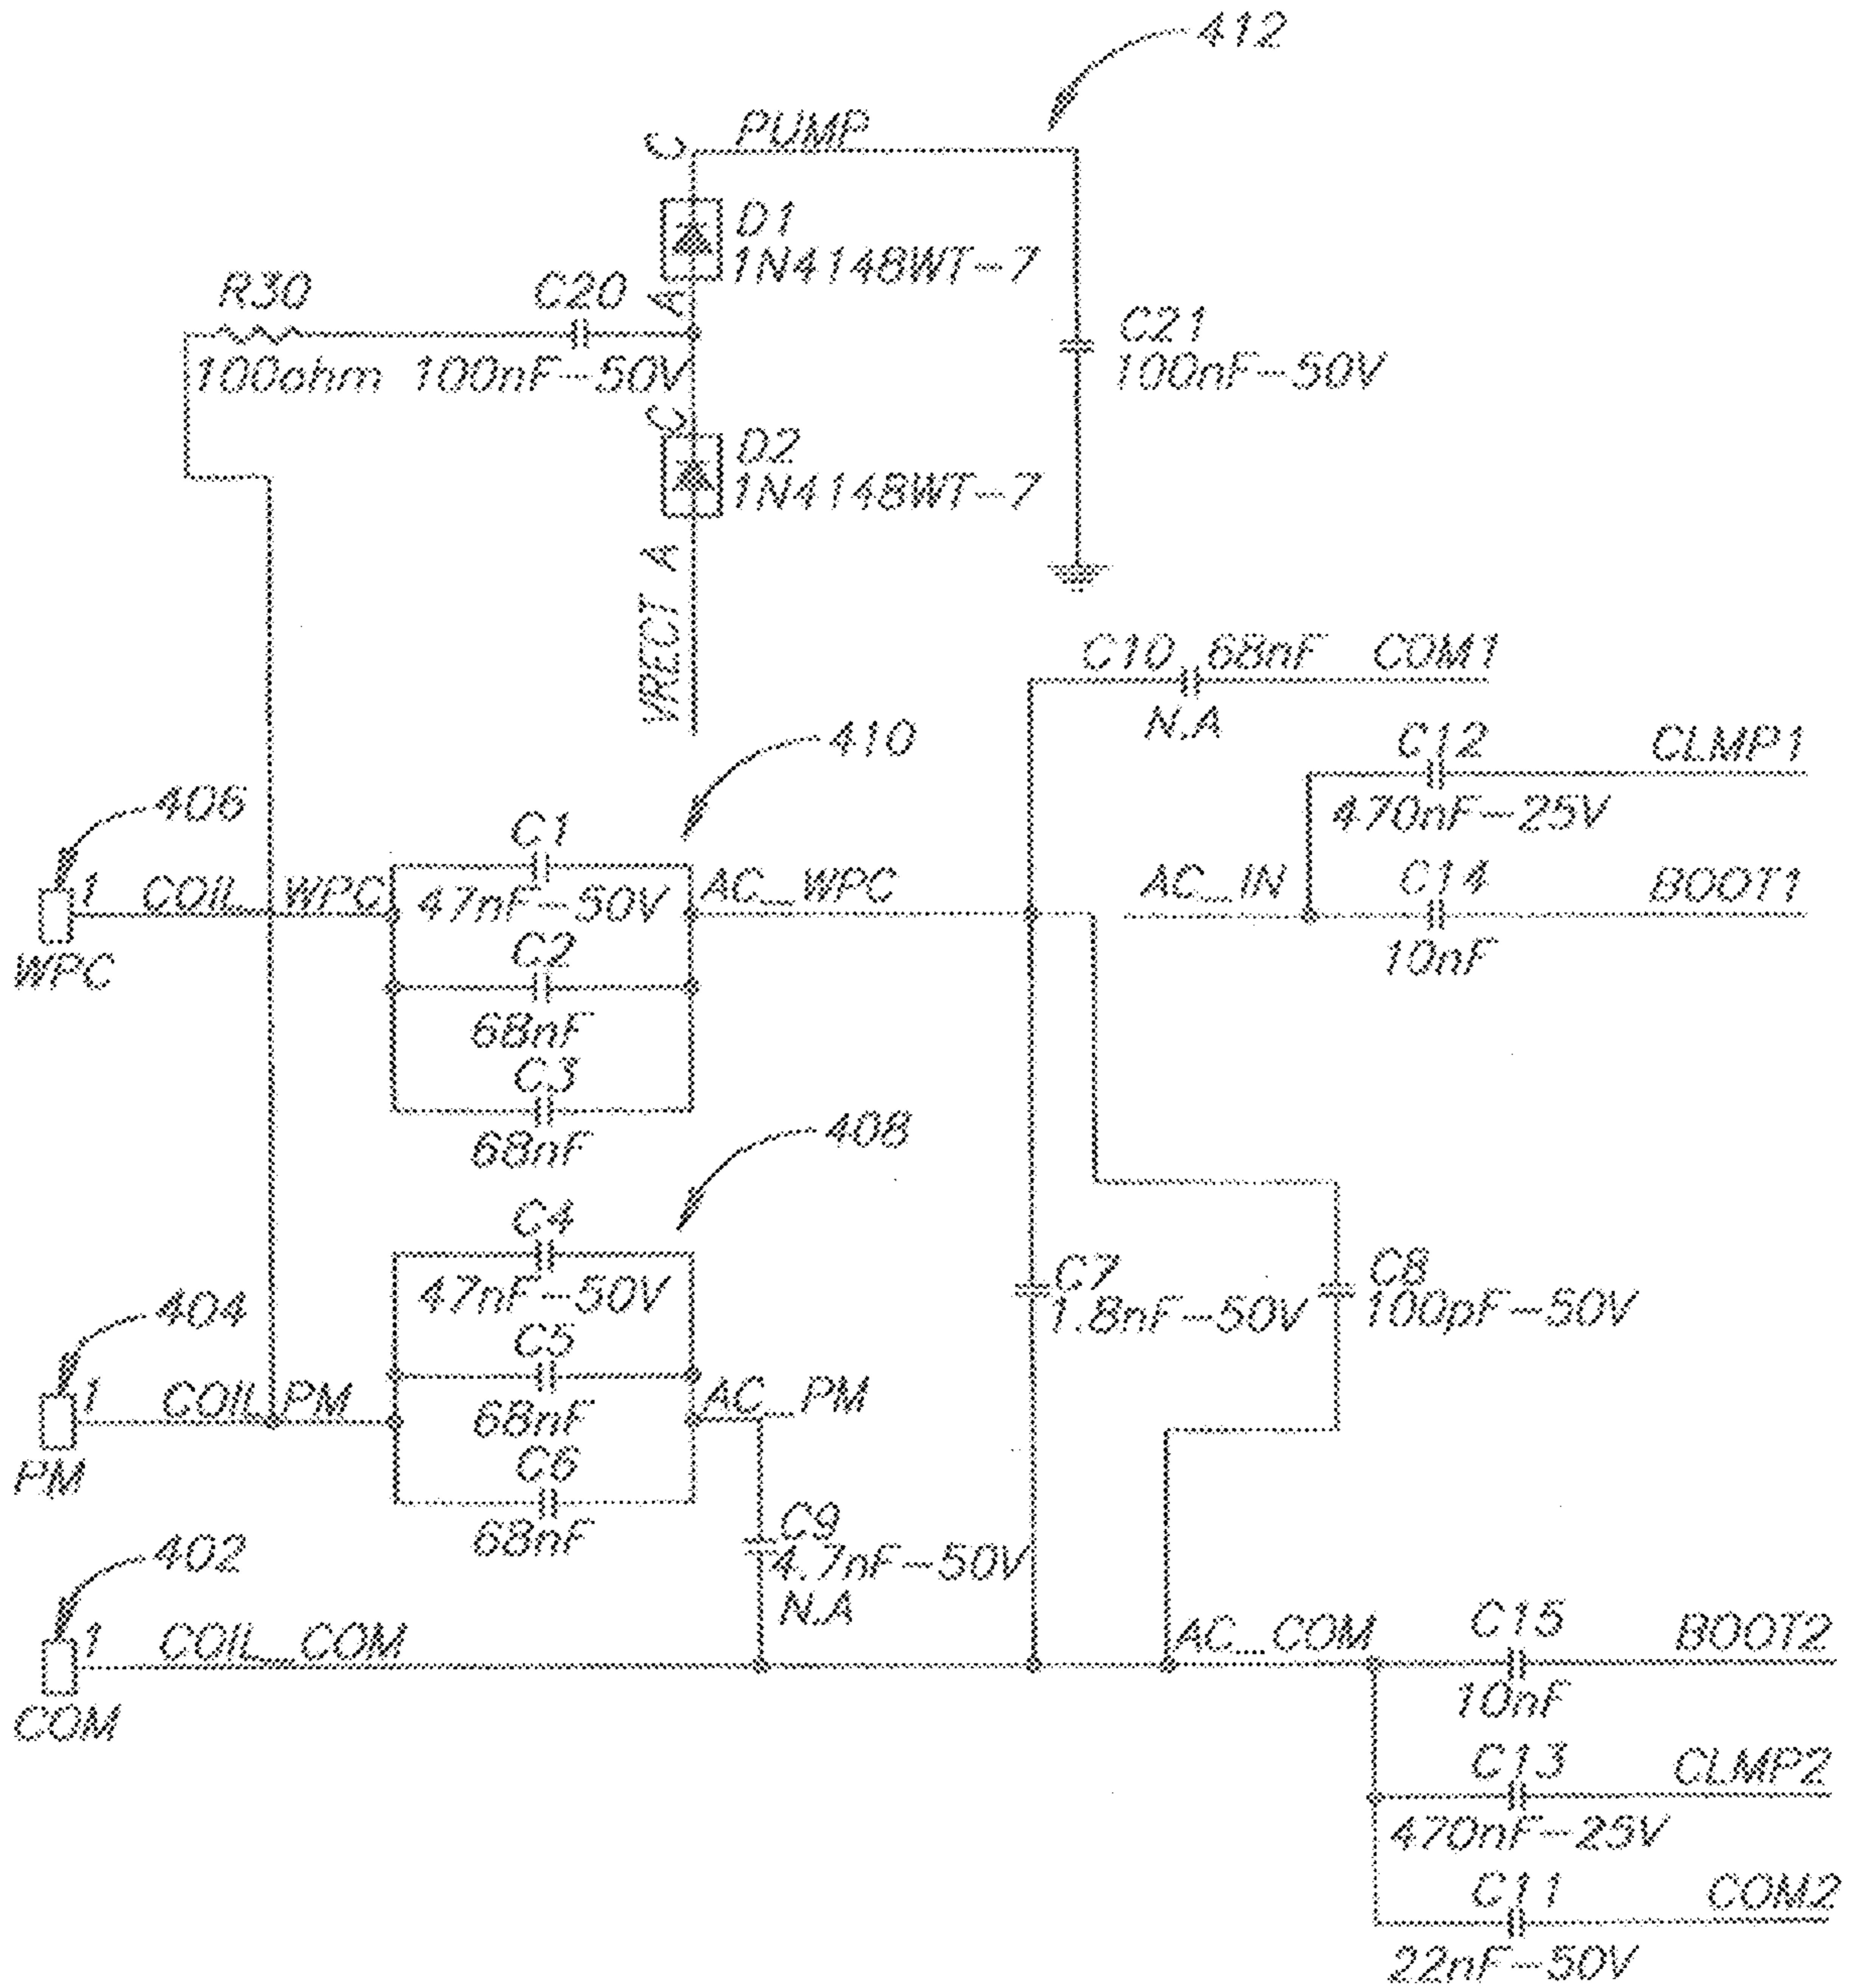 412
C PUMP
D1
1N4148WT-7
A
R30
100ohm
C20
100nF-50V
C21
100nF-50V
C
D2
1N4148WT-7
VRECT A
C10 68nF COM1
N.A
410
C12 CLMP1
470nF-25V
406
1 COIL_WPC
WPC
C1
47nF-50V
AC_WPC
AC_IN
C14 BOOT1
10nF
C2
68nF
C3
68nF
408
C4
47nF-50V
C7
1.8nF-50V
C8
100pF-50V
404
1 COIL_PM
PM
C5
68nF
AC_PM
C6
68nF
C9
4.7nF-50V
N.A
402
1 COIL_COM
COM
AC_COM
C15 BOOT2
10nF
C13 CLMP2
470nF-25V
C11 COM2
22nF-50V